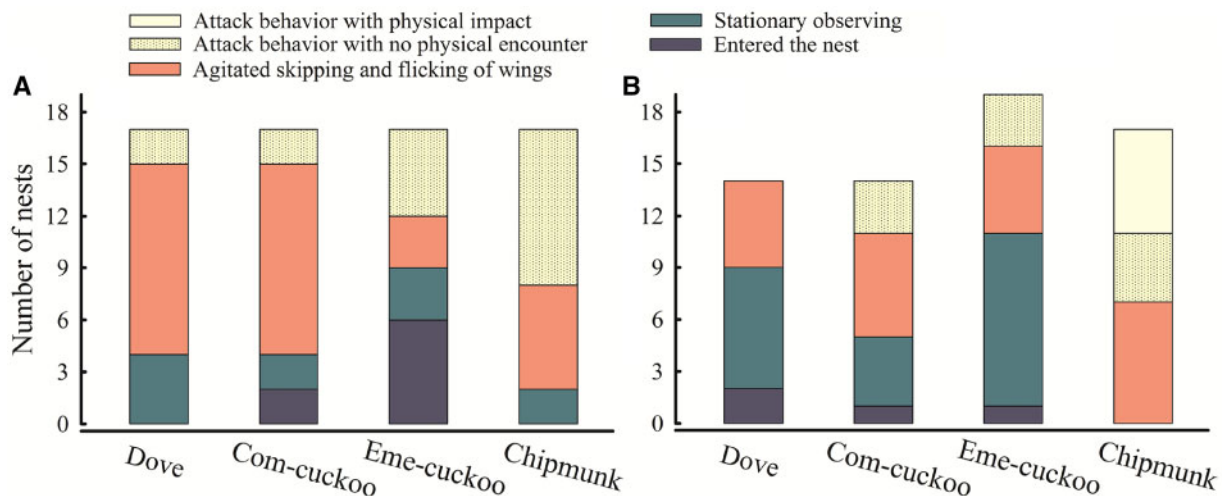 Attack behavior with physical impact
Attack behavior with no physical encounter
Agitated skipping and flicking of wings
Stationary observing
Entered the nest
A
Number of nests
18
15
12
9
6
3
0
Dove
Com-cuckoo
Eme-cuckoo
Chipmunk
B
18
15
12
9
6
3
0
Dove
Com-cuckoo
Eme-cuckoo
Chipmunk